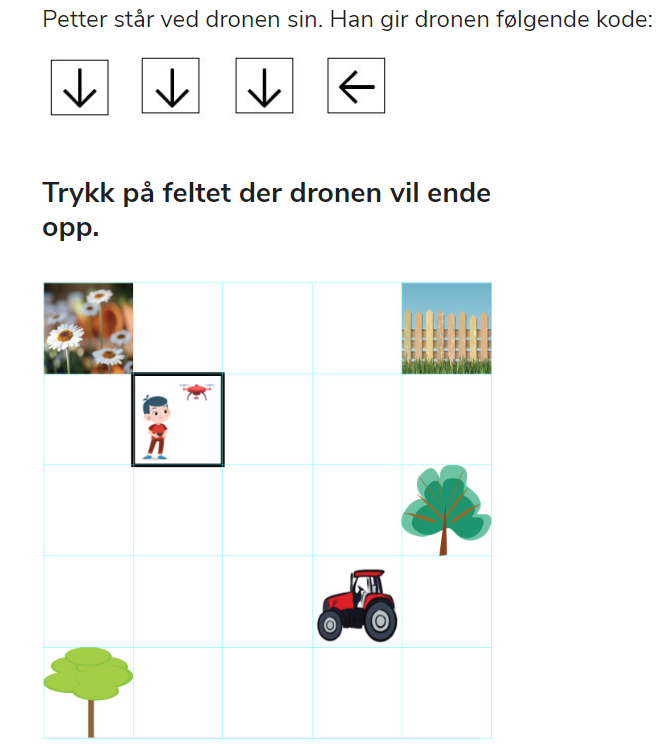 Petter står ved dronen sin. Han gir dronen følgende kode:
Trykk på feltet der dronen vil ende
opp.